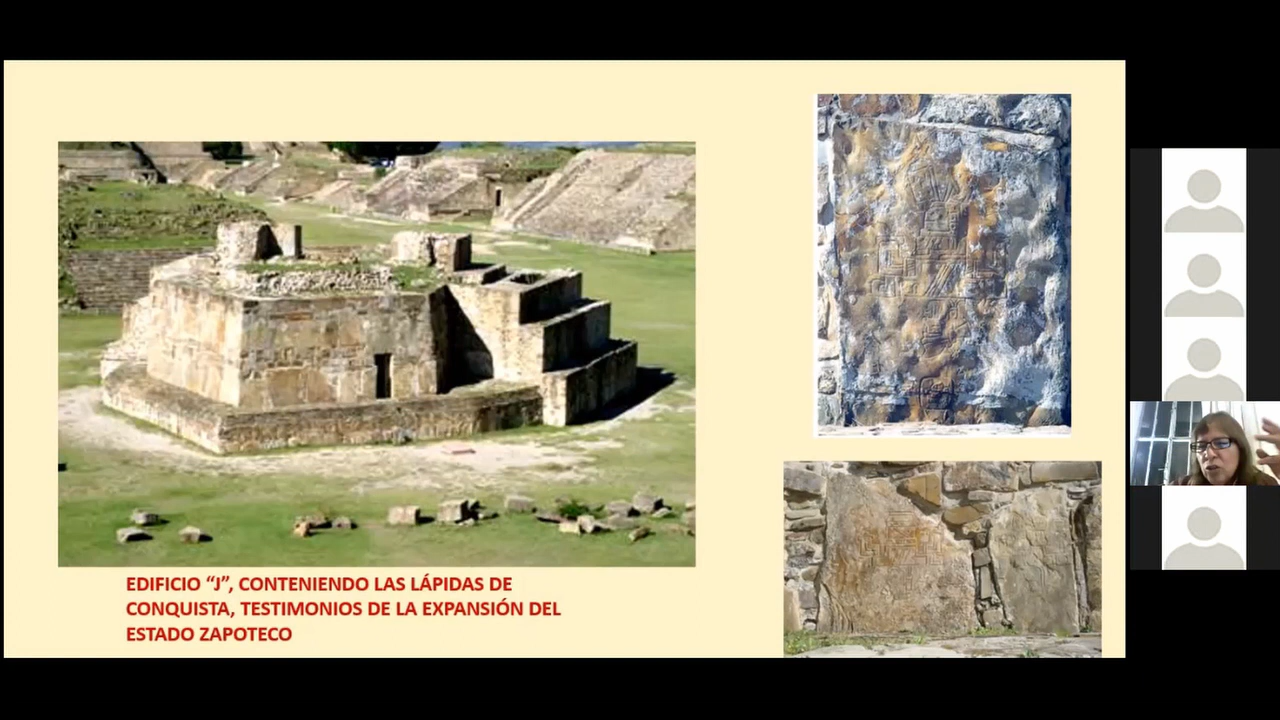 EDIFICIO “J”, CONTENIENDO LAS LÁPIDAS DE
CONQUISTA, TESTIMONIOS DE LA EXPANSIÓN DEL
ESTADO ZAPOTECO